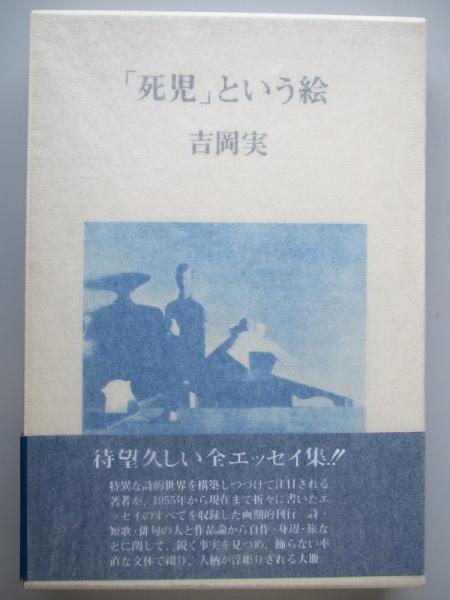 「死児」という絵
吉岡実
待望久しい全エッセイ集!!
特異な詩的世界を構築しつづけて注目される
著者が、1955年から現在まで折々に書いたエ
ッセイのすべてを収録した画期的刊行 詩・
短歌・俳句の人と作品論から自作・身辺・旅な
どに関して、鋭く事実を見つめ、飾らない率
直な文体で綴り、人柄が浮彫りされる大冊